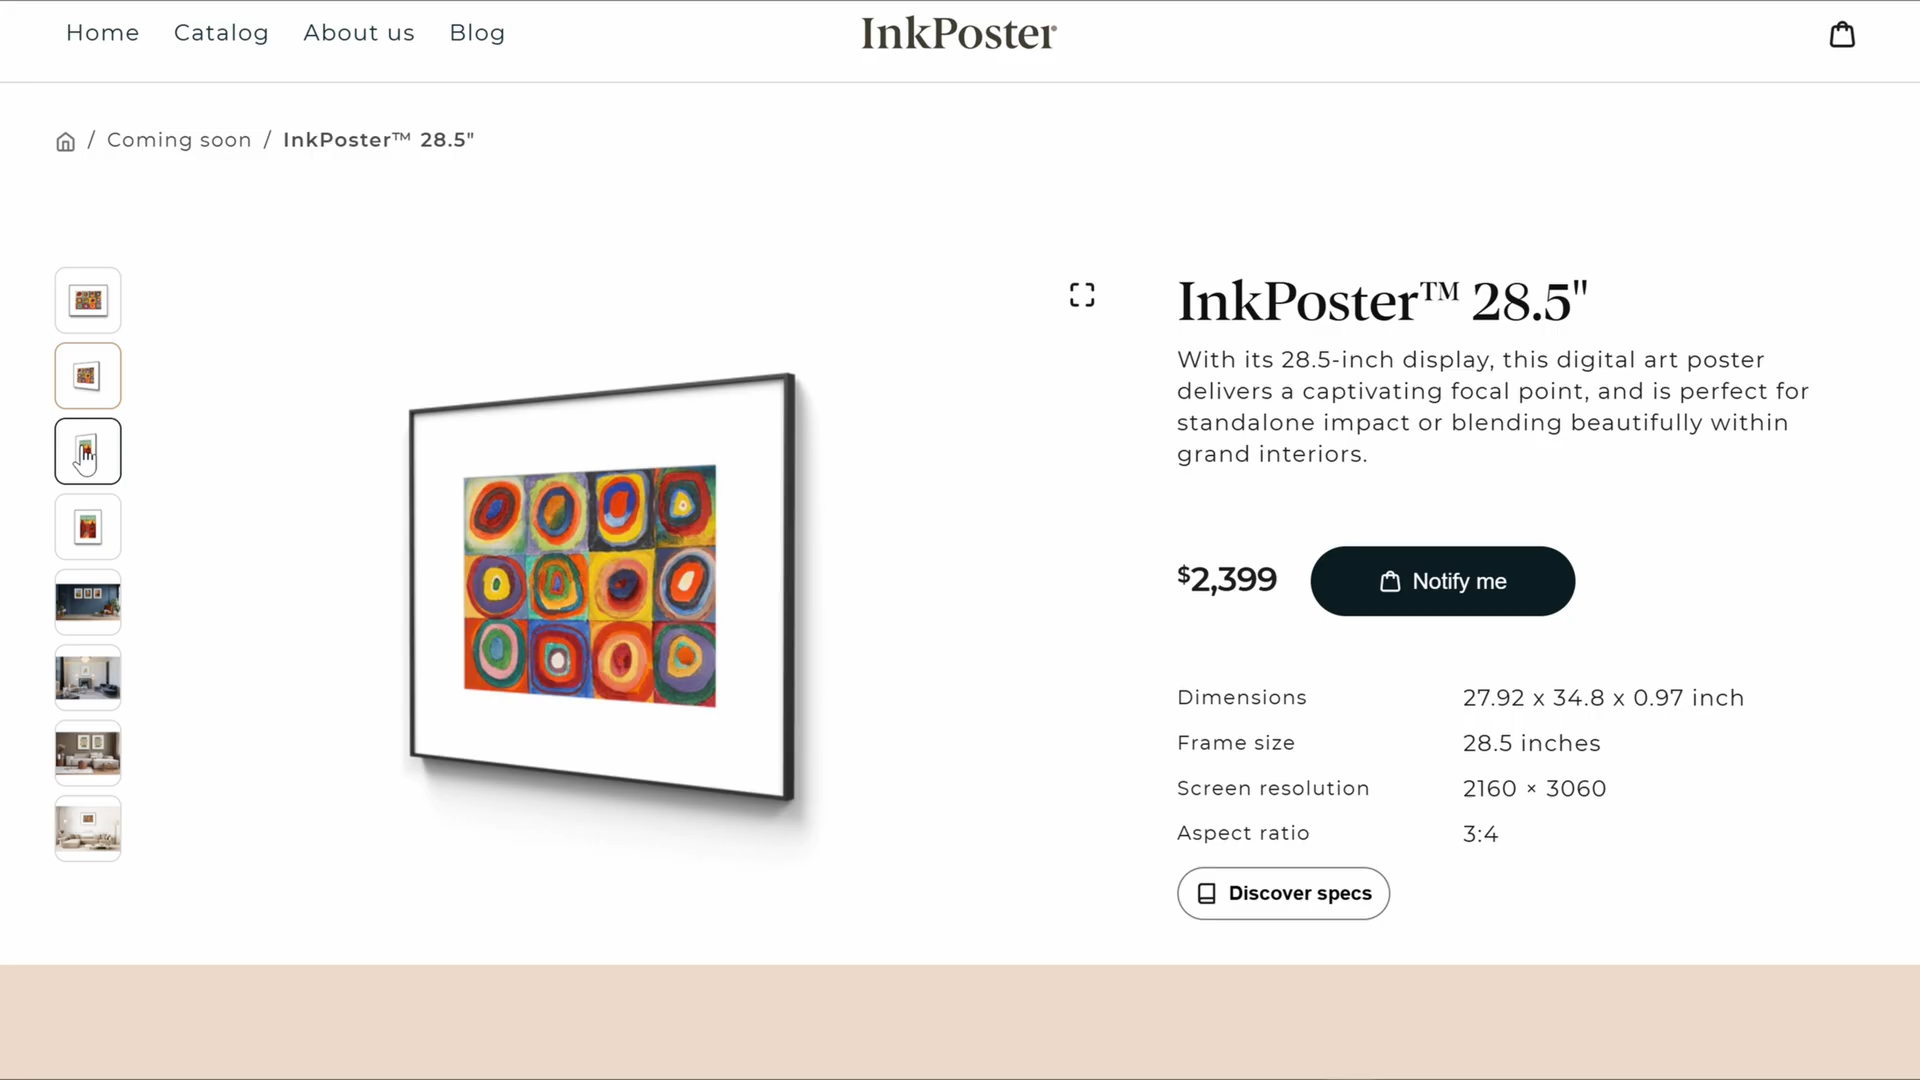 Home Catalog About us Blog
InkPoster
/ Coming soon / InkPoster™ 28.5"
InkPoster™ 28.5"
With its 28.5-inch display, this digital art poster
delivers a captivating focal point, and is perfect for
standalone impact or blending beautifully within
grand interiors.
$2,399
Notify me
Dimensions 27.92 x 34.8 x 0.97 inch
Frame size 28.5 inches
Screen resolution 2160 × 3060
Aspect ratio 3:4
Discover specs